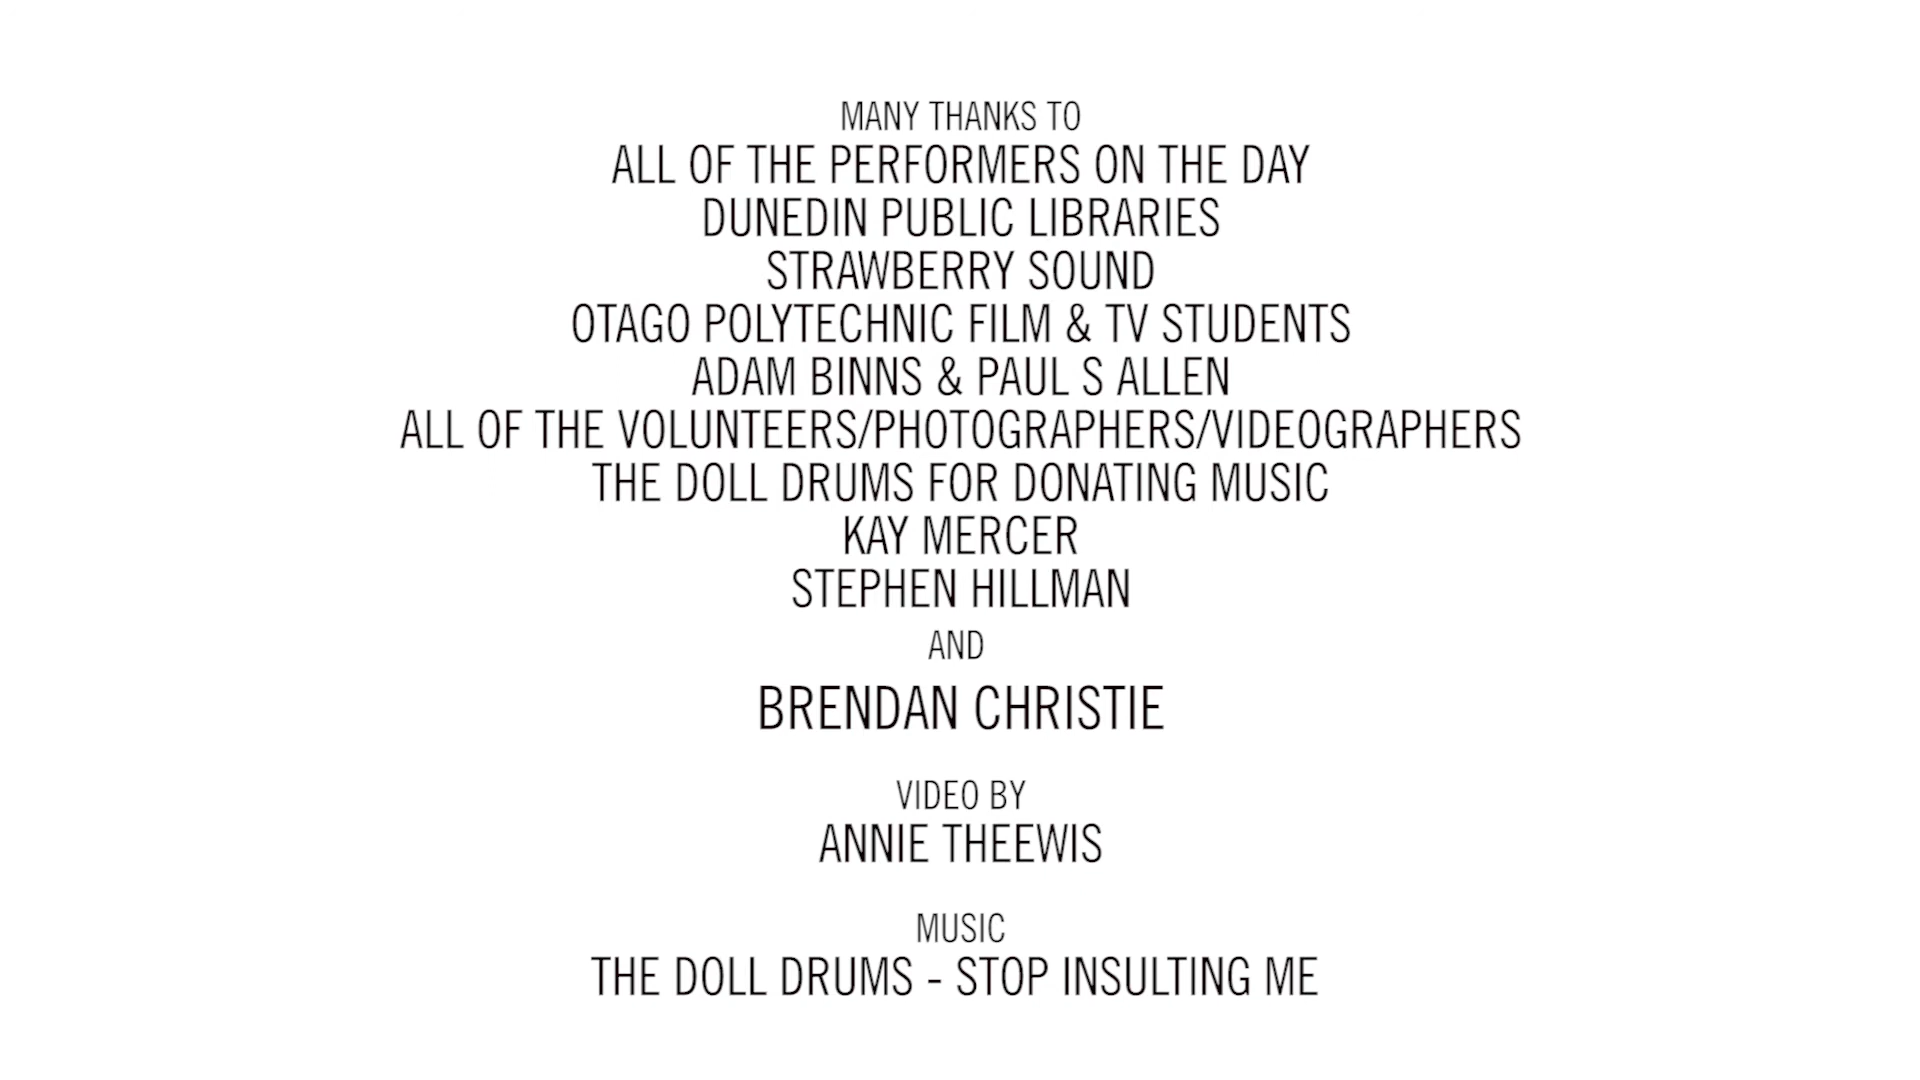 MANY THANKS TO
ALL OF THE PERFORMERS ON THE DAY
DUNEDIN PUBLIC LIBRARIES
STRAWBERRY SOUND
OTAGO POLYTECHNIC FILM & TV STUDENTS
ADAM BINNS & PAUL S ALLEN
ALL OF THE VOLUNTEERS/PHOTOGRAPHERS/VIDEOGRAPHERS
THE DOLL DRUMS FOR DONATING MUSIC
KAY MERCER
STEPHEN HILLMAN
AND
BRENDAN CHRISTIE
VIDEO BY
ANNIE THEEWIS
MUSIC
THE DOLL DRUMS - STOP INSULTING ME